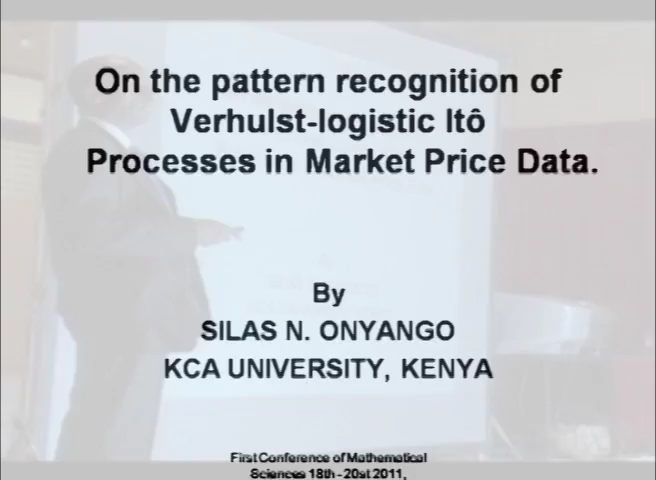 On the pattern recognition of
Verhulst-logistic Itô
Processes in Market Price Data.
By
SILAS N. ONYANGO
KCA UNIVERSITY, KENYA
First Conference of Mathematical
Sciences 18th - 20st 2011,